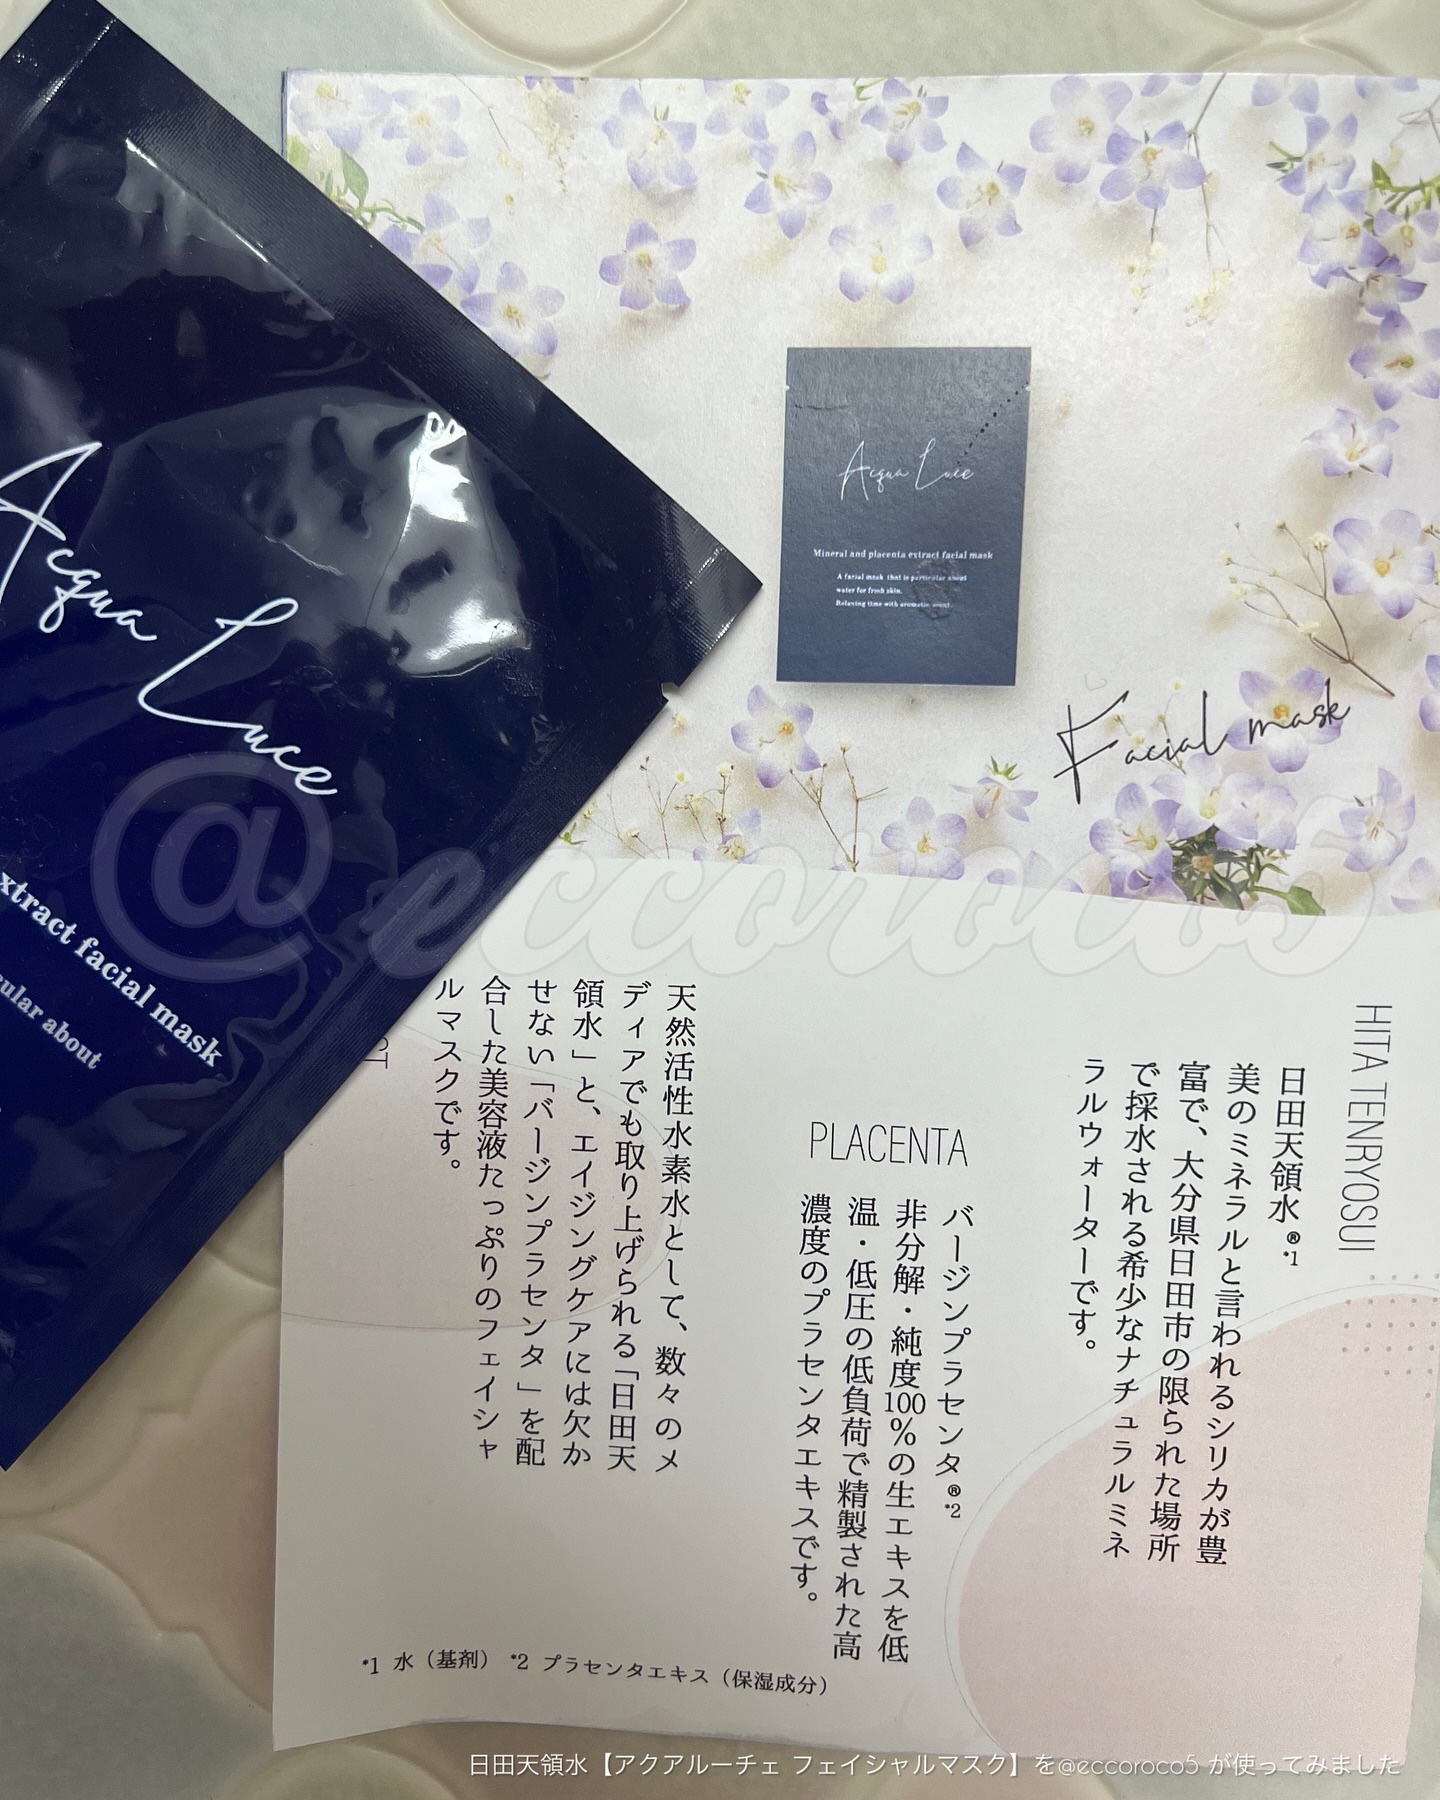 Acqua Luce
xtract facial mask
cular about
Acqua Luce
Mineral and placenta extract facial mask
A facial mask that is particular about
water for fresh skin.
Relaxing time with aromatic scent.
Facial mask
@eccoroco5
HITA TENRYOSUI
日田天領水®*1
美のミネラルと言われるシリカが豊
富で、大分県日田市の限られた場所
で採水される希少なナチュラルミネ
ラルウォーターです。
PLACENTA
バージンプラセンタ®*2
非分解・純度100%の生エキスを低
温・低圧の低負荷で精製された高
濃度のプラセンタエキスです。
天然活性水素水として、数々のメ
ディアでも取り上げられる「日田天
領水」と、エイジングケアには欠か
せない「バージンプラセンタ」を配
合した美容液たっぷりのフェイシャ
ルマスクです。
*1 水（基剤） *2 プラセンタエキス（保湿成分）
日田天領水【アクアルーチェ フェイシャルマスク】を@eccoroco5 が使ってみました